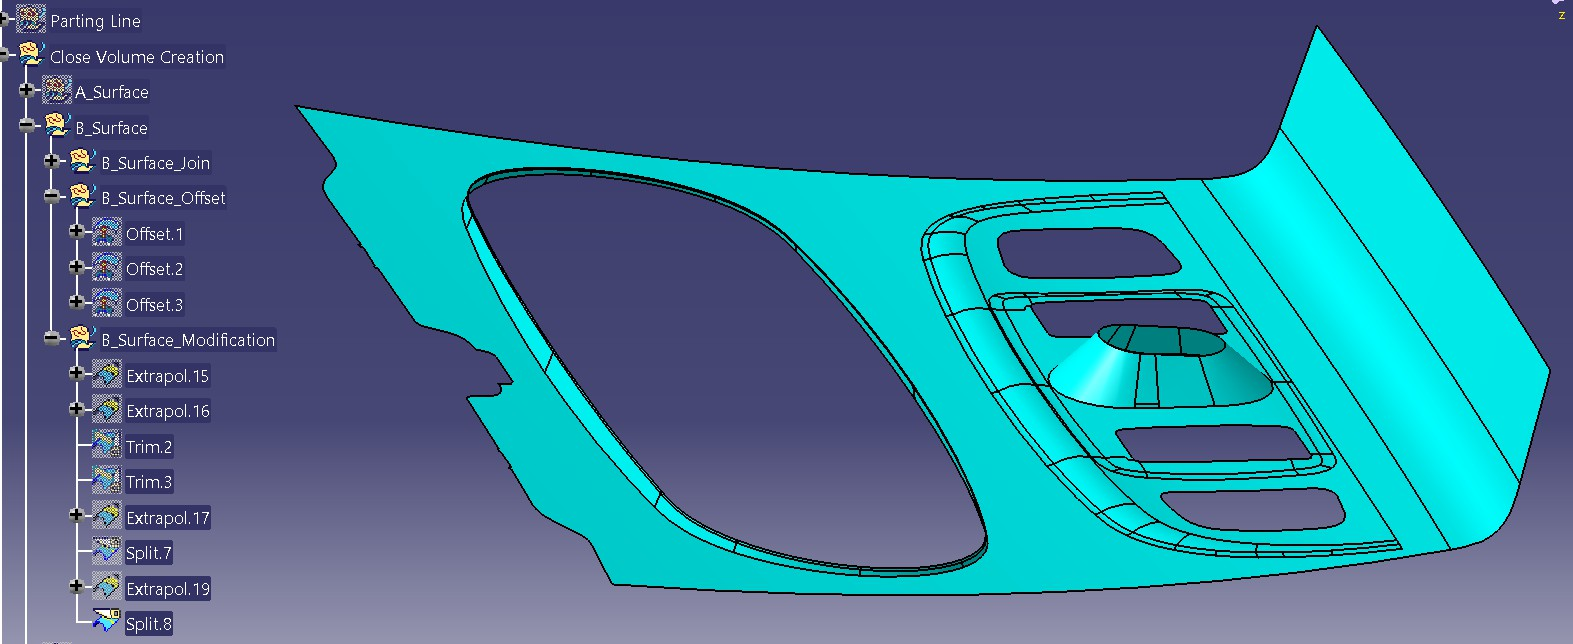 Parting Line
z
Close Volume Creation
A_Surface
B_Surface
B_Surface_Join
B_Surface_Offset
Offset.1
Offset.2
Offset.3
B_Surface_Modification
Extrapol.15
Extrapol.16
Trim.2
Trim.3
Extrapol.17
Split.7
Extrapol.19
Split.8